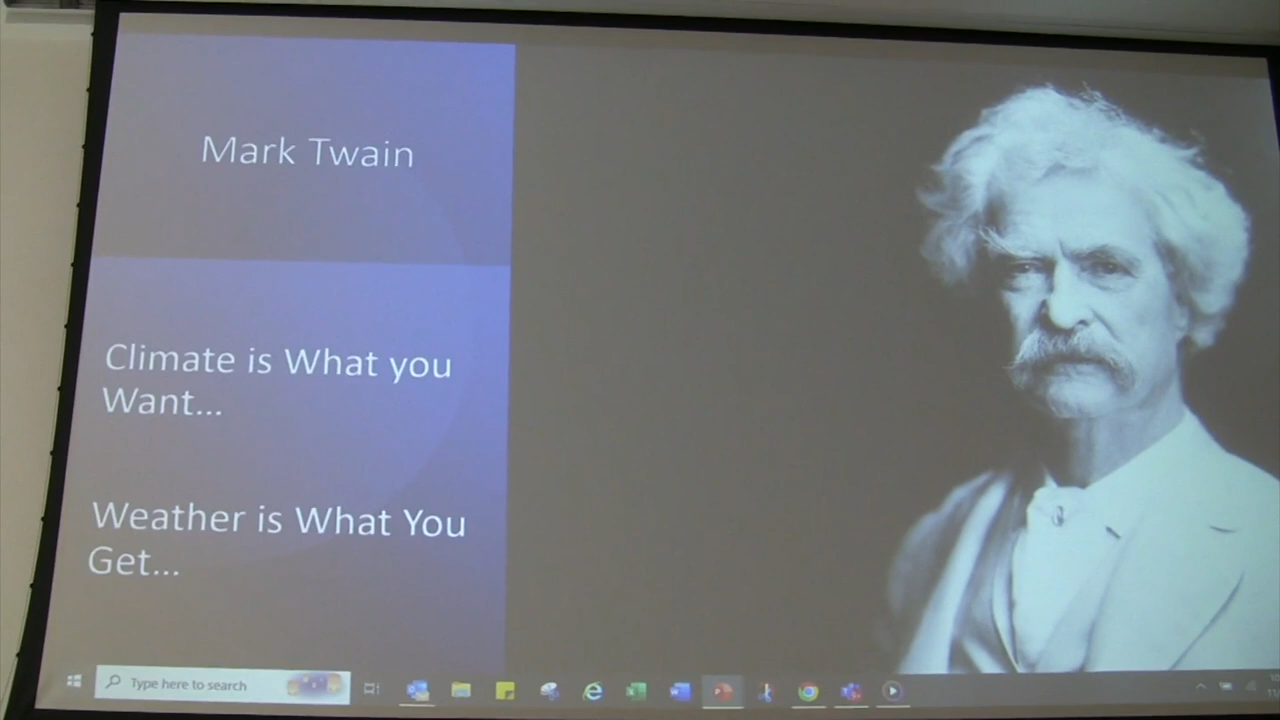 Mark Twain
Climate is What you
Want...
Weather is What You
Get...
Type here to search